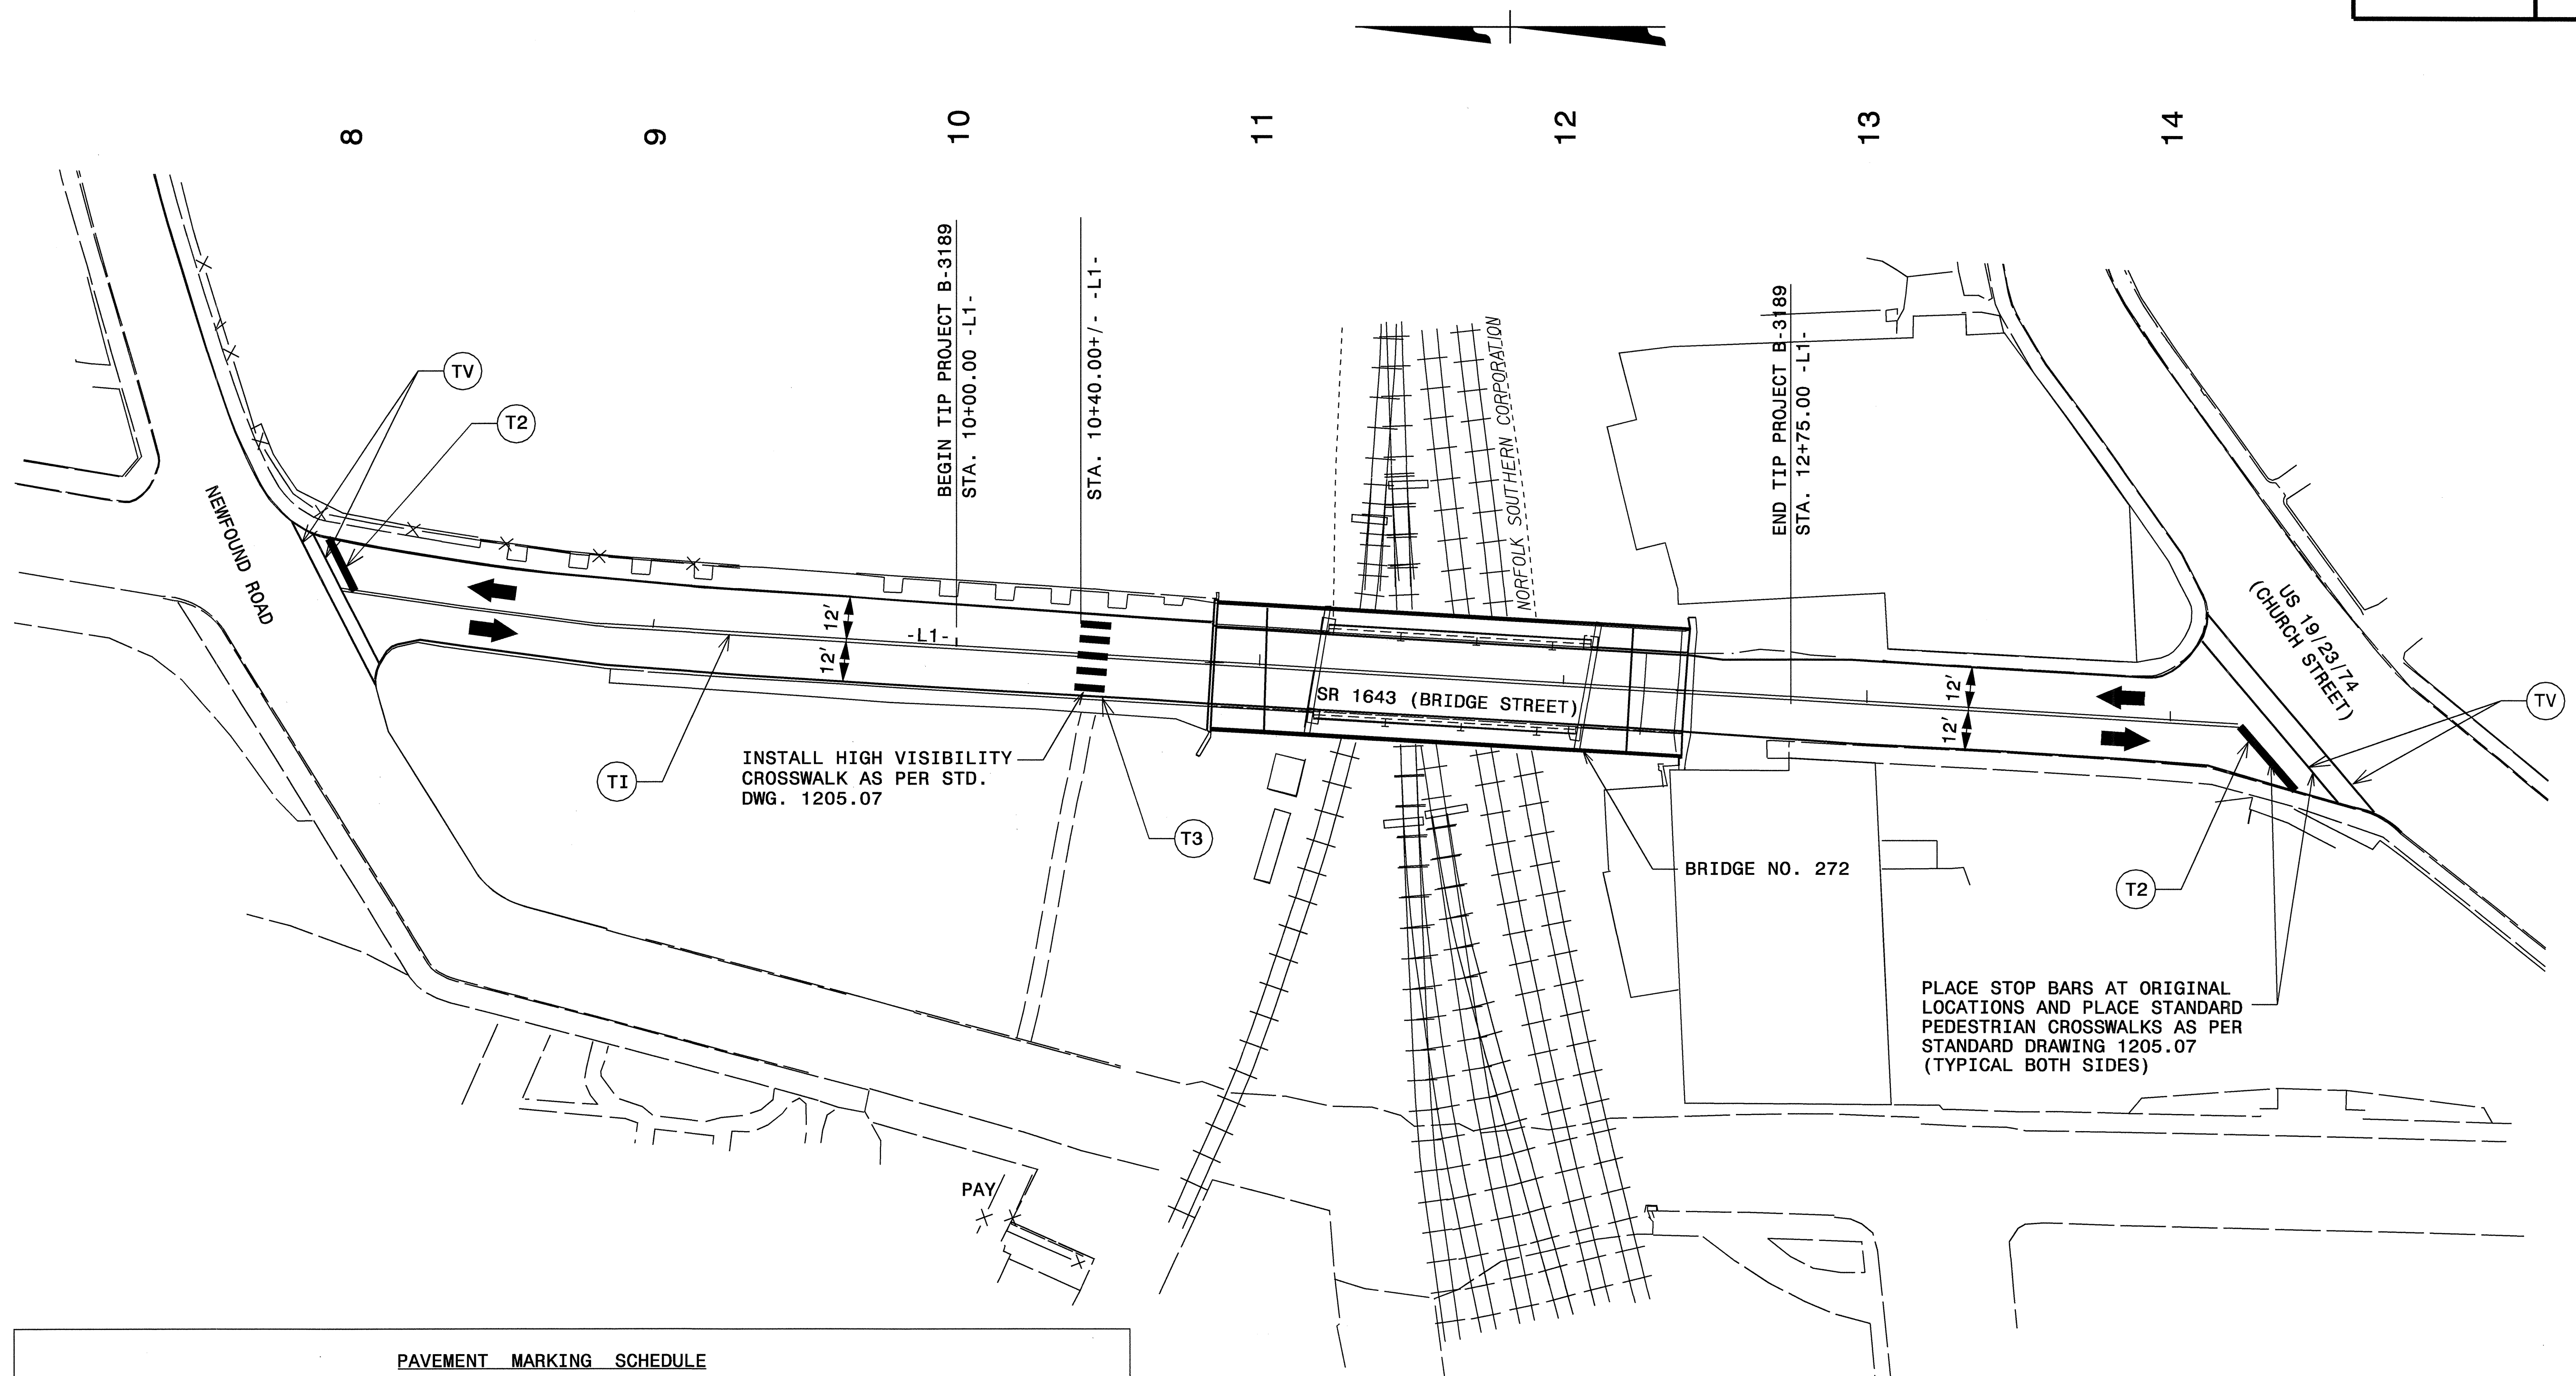 8
9
10
11
12
13
14
BEGIN TIP PROJECT B-3189
STA. 10+00.00 -L1-
STA. 10+40.00+/- -L1-
NORFOLK SOUTHERN CORPORATION
END TIP PROJECT B-3189
STA. 12+75.00 -L1-
TV
T2
NEWFOUND ROAD
12'
12'
-L1-
SR 1643 (BRIDGE STREET)
12'
12'
US 19/23/74
(CHURCH STREET)
TV
TI
INSTALL HIGH VISIBILITY
CROSSWALK AS PER STD.
DWG. 1205.07
T3
BRIDGE NO. 272
T2
PLACE STOP BARS AT ORIGINAL
LOCATIONS AND PLACE STANDARD
PEDESTRIAN CROSSWALKS AS PER
STANDARD DRAWING 1205.07
(TYPICAL BOTH SIDES)
PAY
PAVEMENT MARKING SCHEDULE